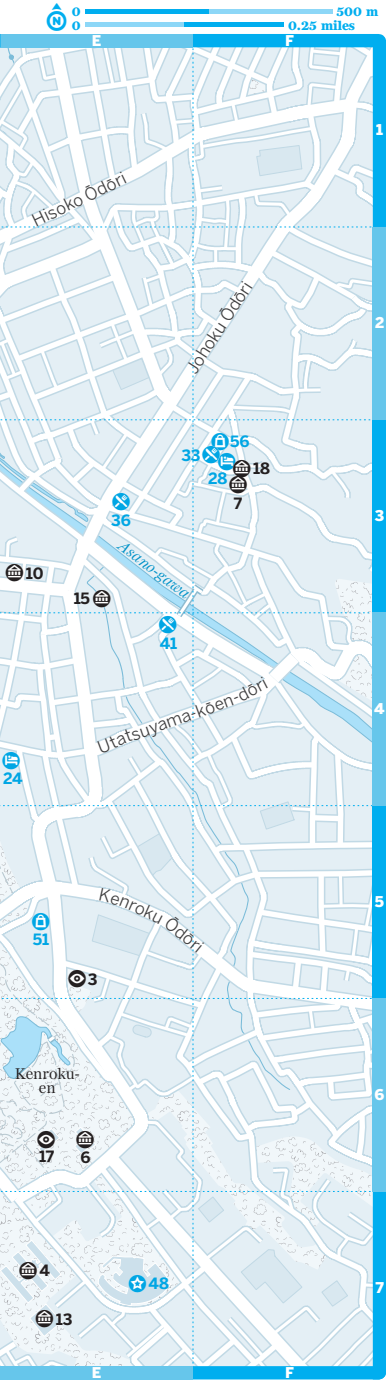 N 0 500 m
0 0.25 miles
E F
1
Hisoko Ōdōri
2
Johoku Ōdōri
56
33
28
18
7
3
36
Asano-gawa
10
15
41
4
Utatsuyama-kōen-dōri
24
5
Kenroku Ōdōri
51
3
Kenroku-
en
6
17 6
4
48
7
13
E F